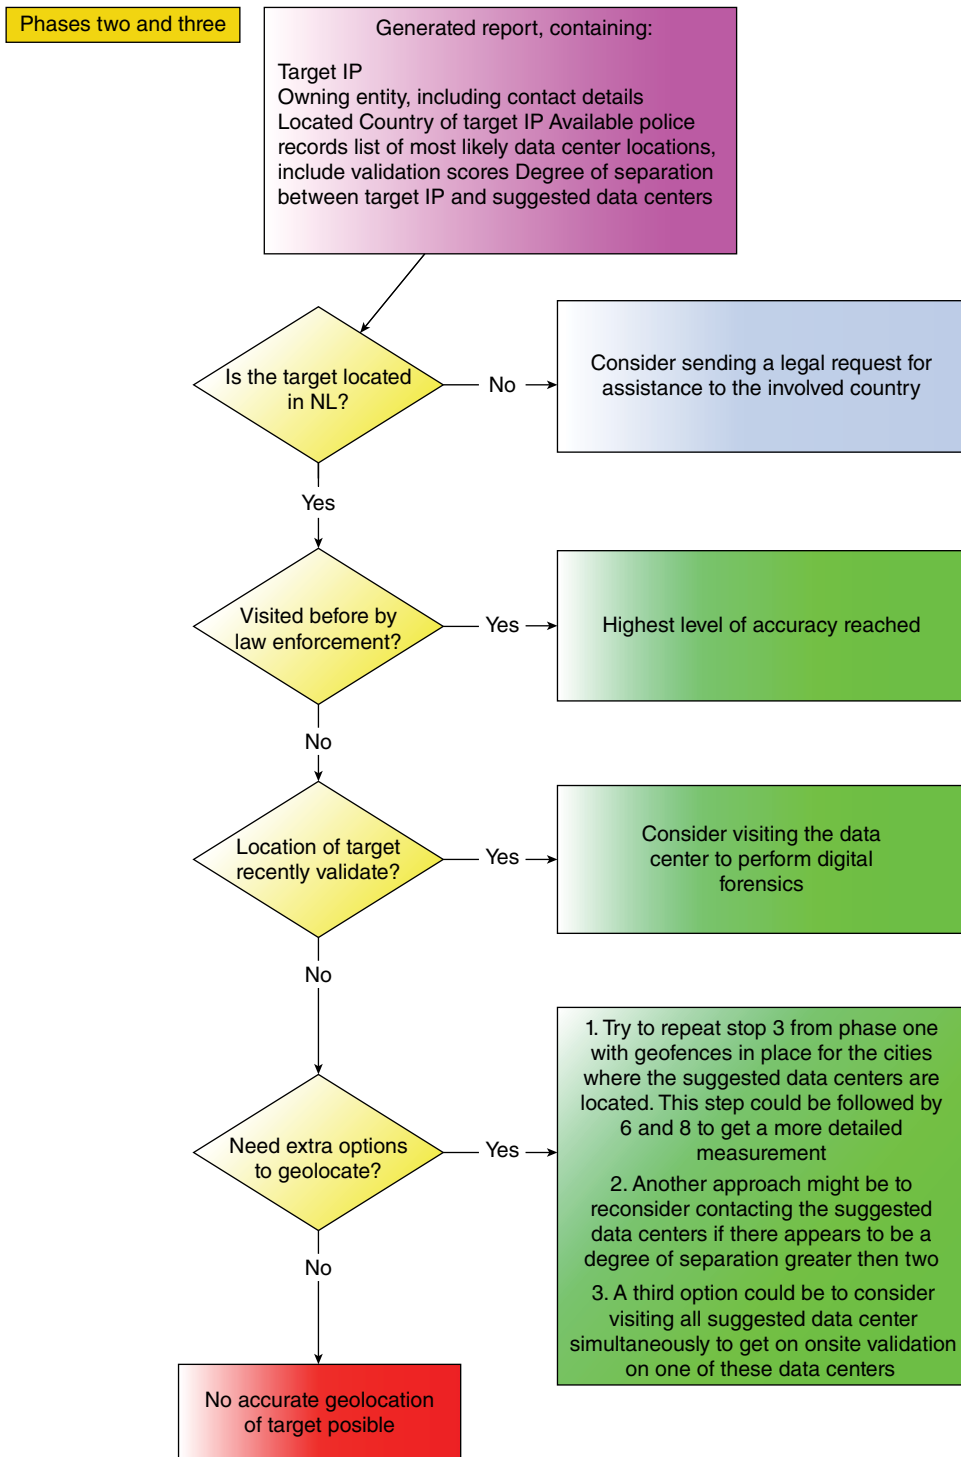 Phases two and three
Generated report, containing:
Target IP
Owning entity, including contact details
Located Country of target IP Available police
records list of most likely data center locations,
include validation scores Degree of separation
between target IP and suggested data centers
Is the target located
in NL?
No
Consider sending a legal request for
assistance to the involved country
Yes
Visited before by
law enforcement?
Yes
Highest level of accuracy reached
No
Location of target
recently validate?
Yes
Consider visiting the data
center to perform digital
forensics
No
Need extra options
to geolocate?
Yes
1. Try to repeat stop 3 from phase one
with geofences in place for the cities
where the suggested data centers are
located. This step could be followed by
6 and 8 to get a more detailed
measurement
2. Another approach might be to
reconsider contacting the suggested
data centers if there appears to be a
degree of separation greater then two
3. A third option could be to consider
visiting all suggested data center
simultaneously to get on onsite validation
on one of these data centers
No
No accurate geolocation
of target posible